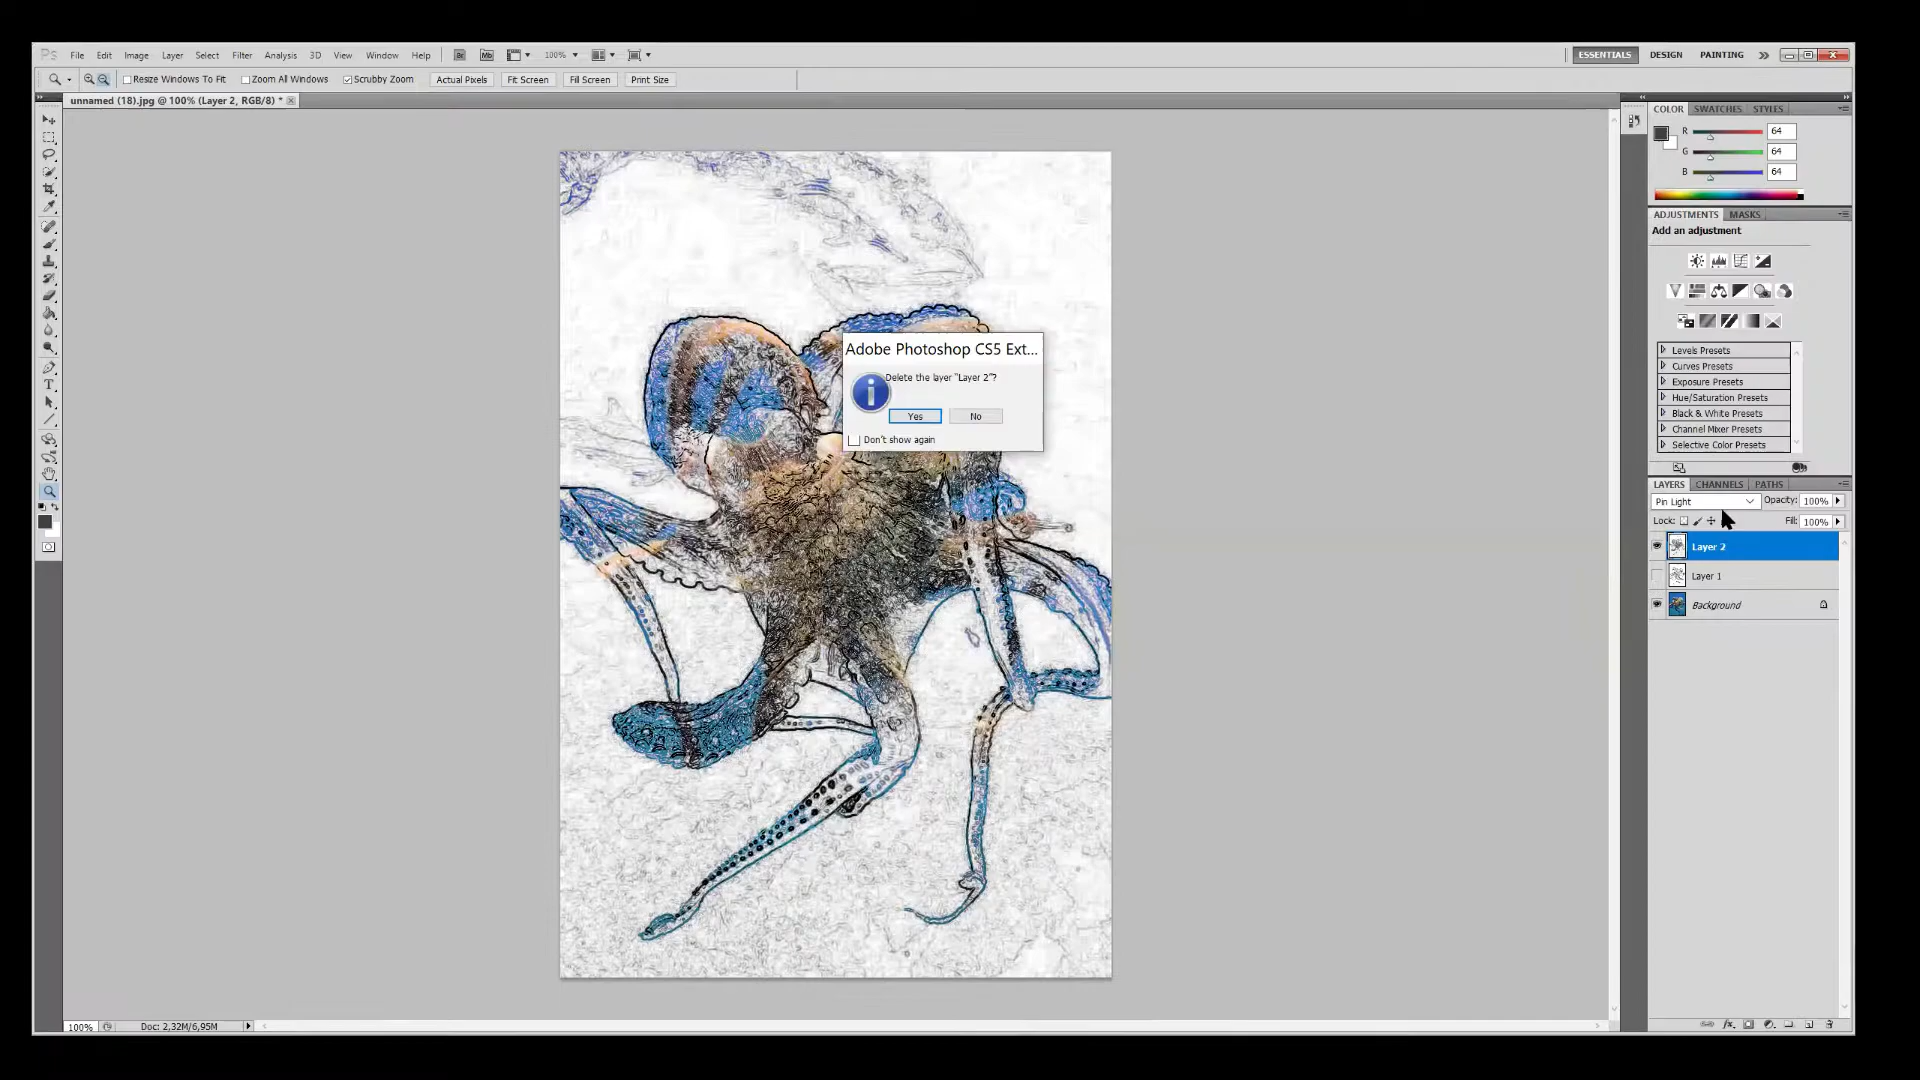 Ps File Edit Image Layer Select Filter Analysis 3D View Window Help Br Mb 100% ESSENTIALS DESIGN PAINTING
Resize Windows To Fit Zoom All Windows Scrubby Zoom Actual Pixels Fit Screen Fill Screen Print Size
unnamed (18).jpg @ 100% (Layer 2, RGB/8) *
COLOR SWATCHES STYLES
R 64
G 64
B 64
ADJUSTMENTS MASKS
Add an adjustment
Adobe Photoshop CS5 Ext...
Delete the layer "Layer 2"?
Yes No
Don't show again
Levels Presets
Curves Presets
Exposure Presets
Hue/Saturation Presets
Black & White Presets
Channel Mixer Presets
Selective Color Presets
LAYERS CHANNELS PATHS
Pin Light Opacity: 100%
Lock: Fill: 100%
Layer 2
Layer 1
Background
100% Doc: 2,32M/6,95M